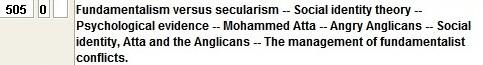 505 0 Fundamentalism versus secularism -- Social identity theory --
Psychological evidence -- Mohammed Atta -- Angry Anglicans -- Social
identity, Atta and the Anglicans -- The management of fundamentalist
conflicts.